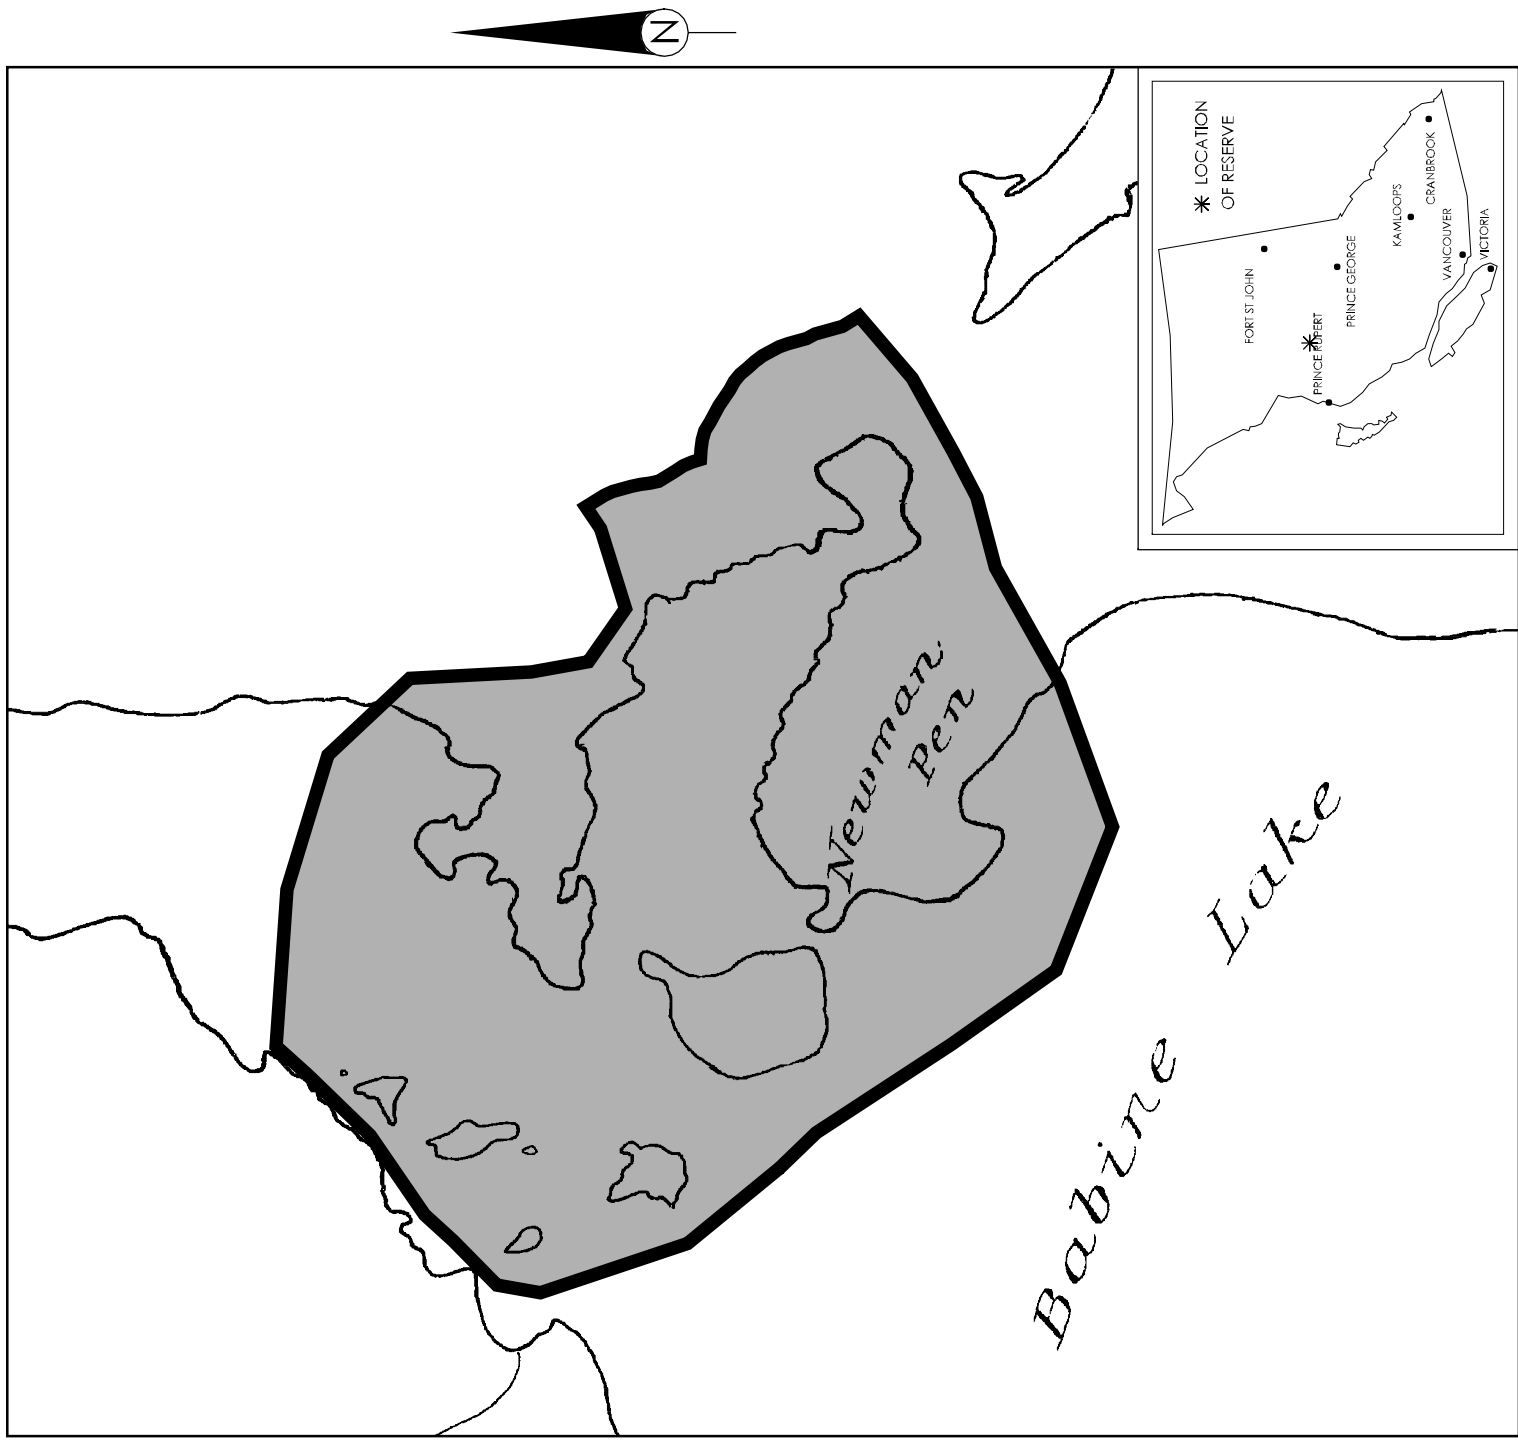 N
✳ LOCATION
OF RESERVE
FORT ST JOHN
PRINCE RUPERT
PRINCE GEORGE
KAMLOOPS
CRANBROOK
VANCOUVER
VICTORIA
Newman
Pen
Babine Lake